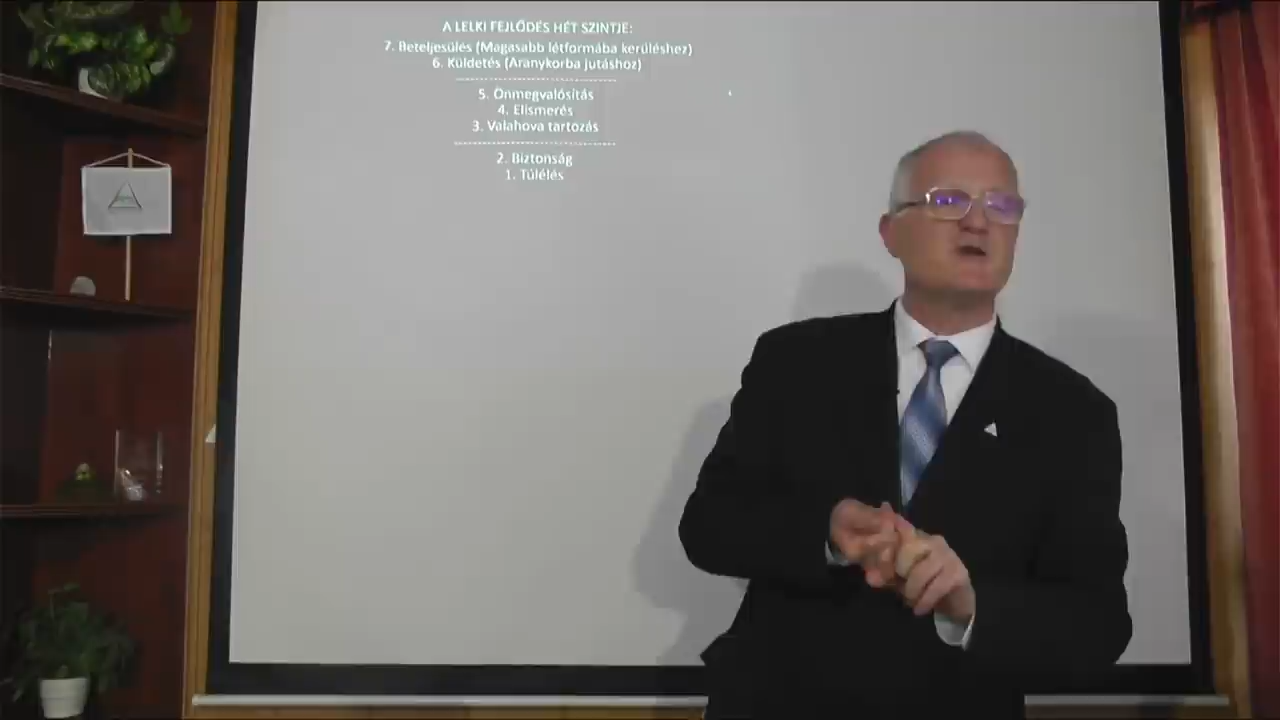 A LELKI FEJLŐDÉS HÉT SZINTJE:
7. Beteljesülés (Magasabb létformába kerüléshez)
6. Küldetés (Aranykorba jutáshoz)
5. Önmegvalósítás
4. Elismerés
3. Valahova tartozás
2. Biztonság
1. Túlélés